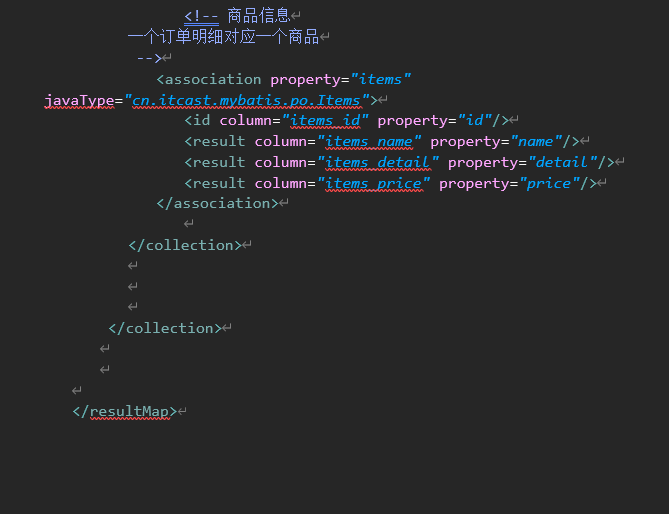 <!-- 商品信息
一个订单明细对应一个商品
-->
<association property="items"
javaType="cn.itcast.mybatis.po.Items">
<id column="items_id" property="id"/>
<result column="items_name" property="name"/>
<result column="items_detail" property="detail"/>
<result column="items_price" property="price"/>
</association>
</collection>
</collection>
</resultMap>